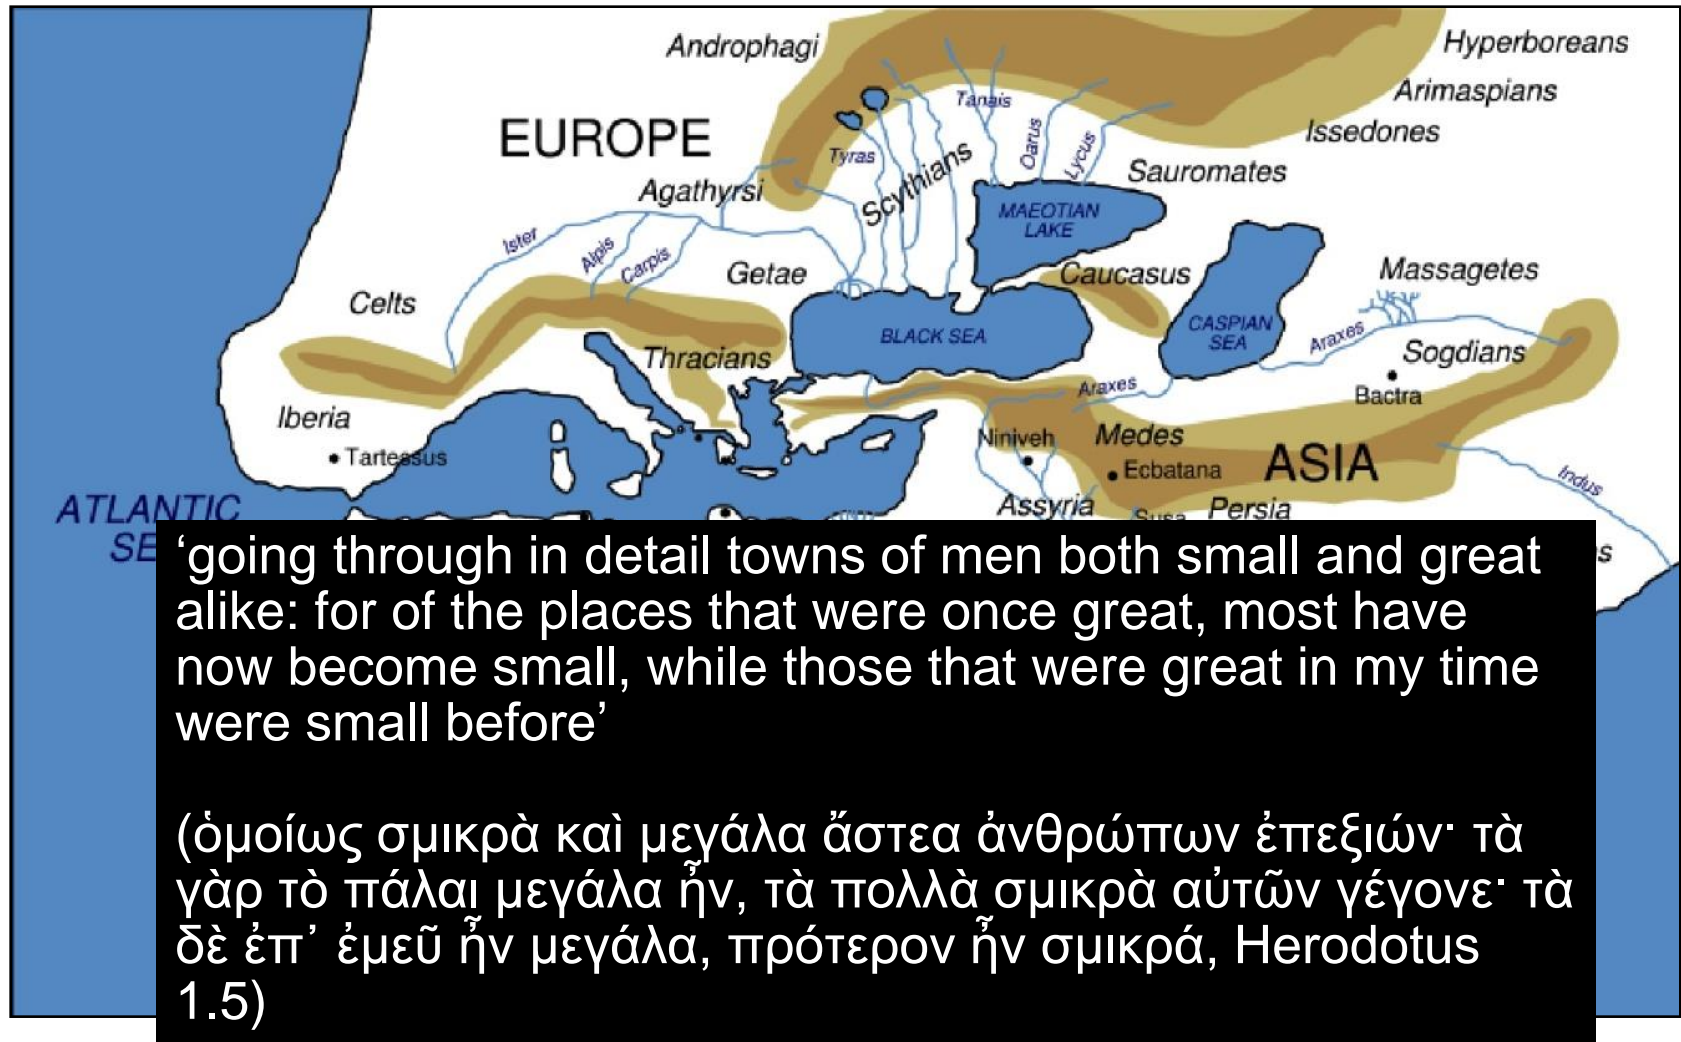 Androphagi
Hyperboreans
Arimaspians
Tanais
EUROPE
Issedones
Oarus
Lycus
Tyras
Scythians
Sauromates
Agathyrsi
MAEOTIAN
LAKE
Ister
Alpis
Carpis
Getae
Caucasus
Massagetes
Celts
BLACK SEA
CASPIAN
SEA
Araxes
Thracians
Sogdians
Araxes
Bactra
Iberia
Niniveh
Medes
Tartessus
Ecbatana
ASIA
Indus
ATLANTIC
Assyria
Susa
Persia
SE
s
‘going through in detail towns of men both small and great
alike: for of the places that were once great, most have
now become small, while those that were great in my time
were small before’
(ὁμοίως σμικρὰ καὶ μεγάλα ἄστεα ἀνθρώπων ἐπεξιών· τὰ
γὰρ τὸ πάλαι μεγάλα ἦν, τὰ πολλὰ σμικρὰ αὐτῶν γέγονε· τὰ
δὲ ἐπ᾽ ἐμεῦ ἦν μεγάλα, πρότερον ἦν σμικρά, Herodotus
1.5)